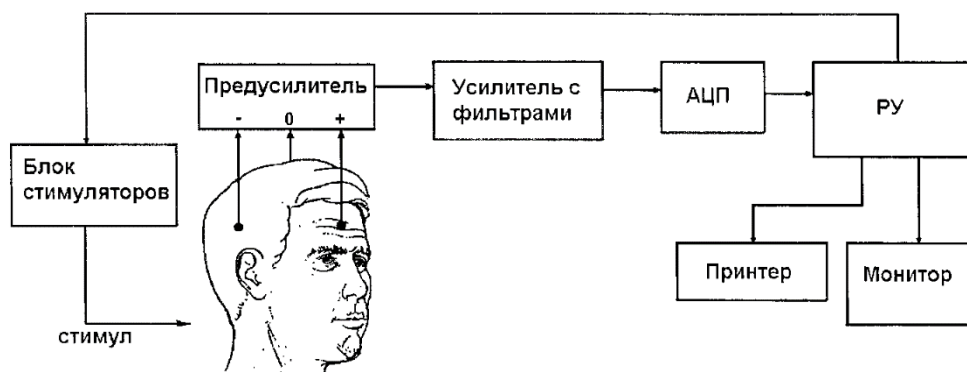 Предусилитель
- 0 +
Усилитель с
фильтрами
АЦП
РУ
Блок
стимуляторов
Принтер
Монитор
стимул